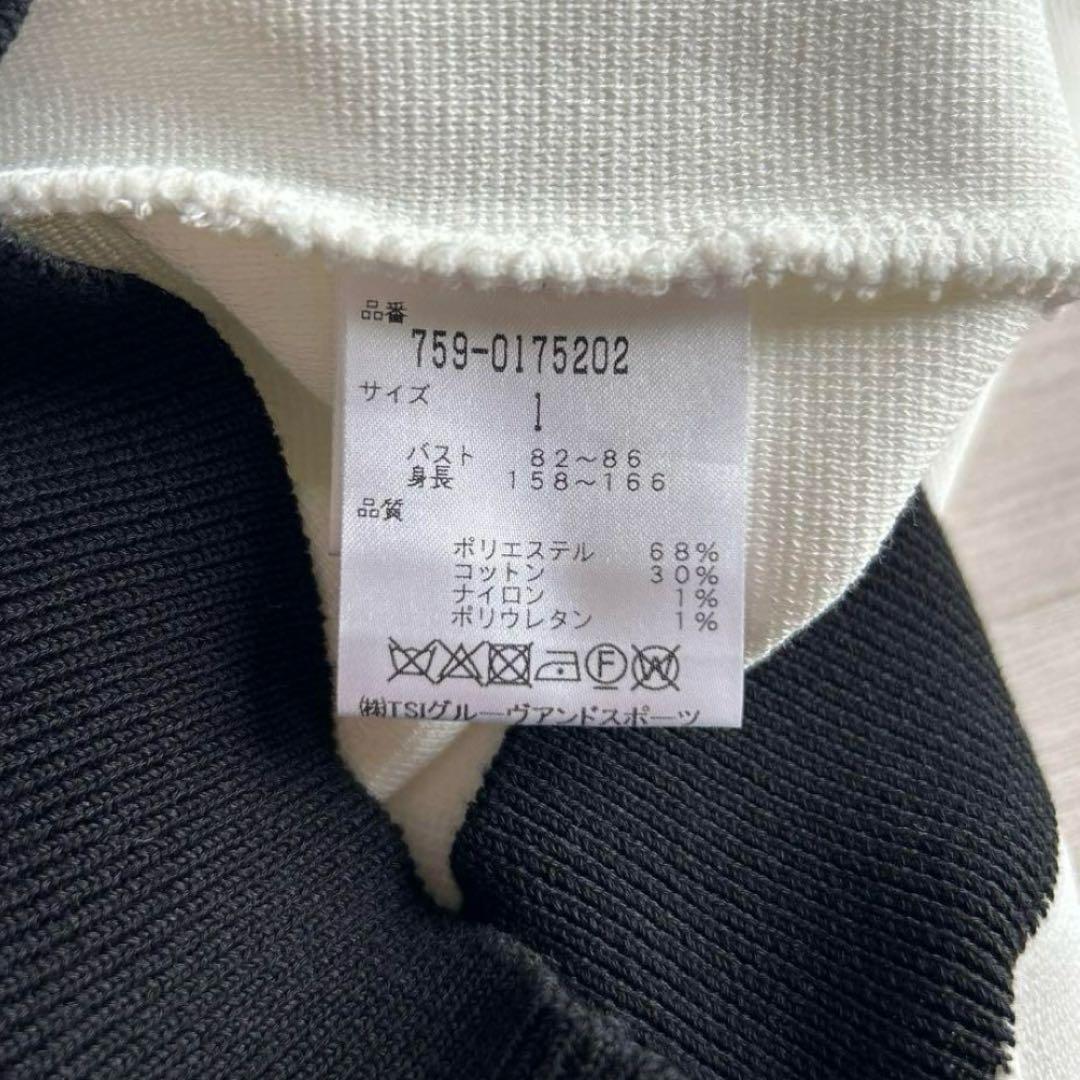 品番
759-0175202
サイズ 1
バスト 82~86
身長 158~166
品質
ポリエステル 68%
コットン 30%
ナイロン 1%
ポリウレタン 1%
F W
㈱TSIグルーヴアンドスポーツ